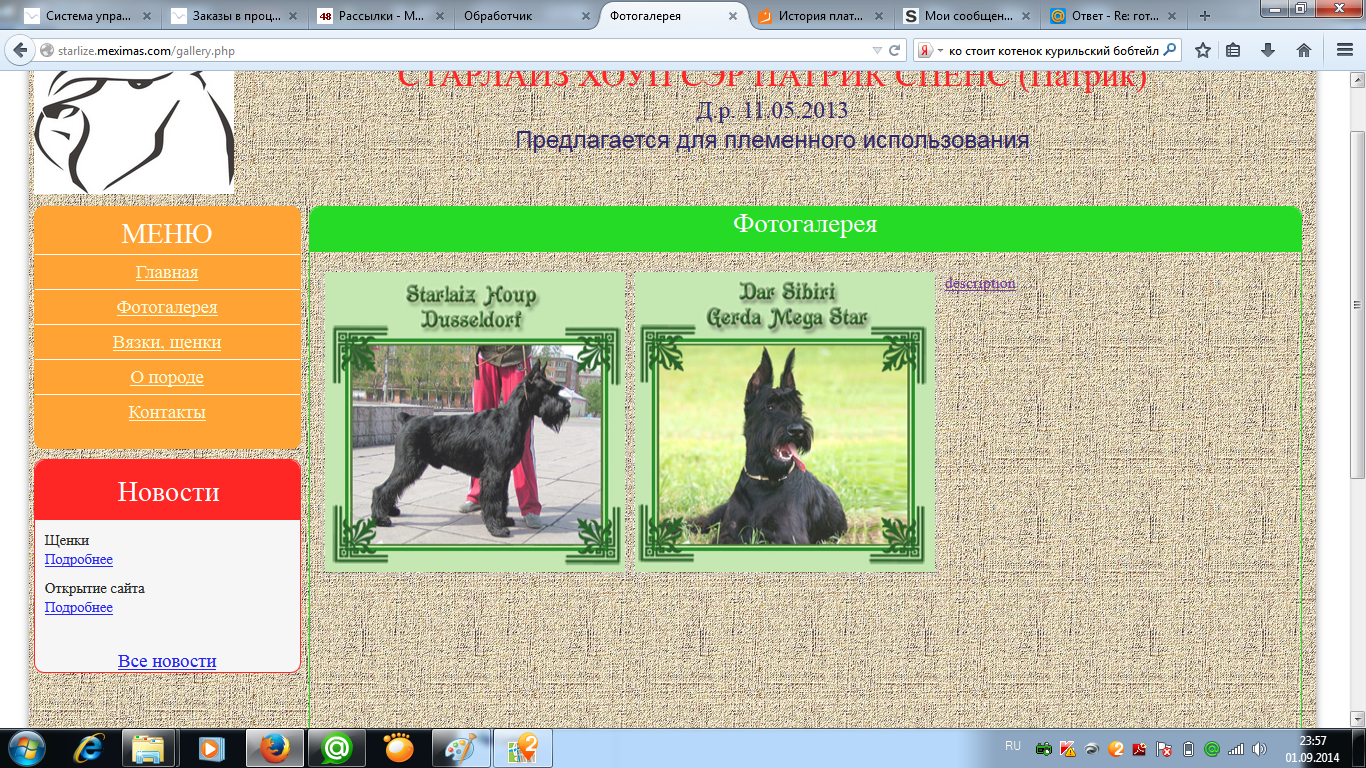 Система упра...
Заказы в проц...
48 Рассылки - М...
Обработчик
Фотогалерея
История плат...
S Мои сообщен...
Ответ - Re: гот...
starlize.meximas.com/gallery.php
Я
ко стоит котенок курильский бобтейл
СТАРЛАЙЗ ХОУП СЭР ПАТРИК СПЕНС (Патрик)
Д.р. 11.05.2013
Предлагается для племенного использования
МЕНЮ
Главная
Фотогалерея
Вязки, щенки
О породе
Контакты
Новости
Щенки
Подробнее
Открытие сайта
Подробнее
Все новости
Фотогалерея
Starlaiz Houp
Dusseldorf
Dar Sibiri
Gerda Mega Star
description
RU
23:57
01.09.2014